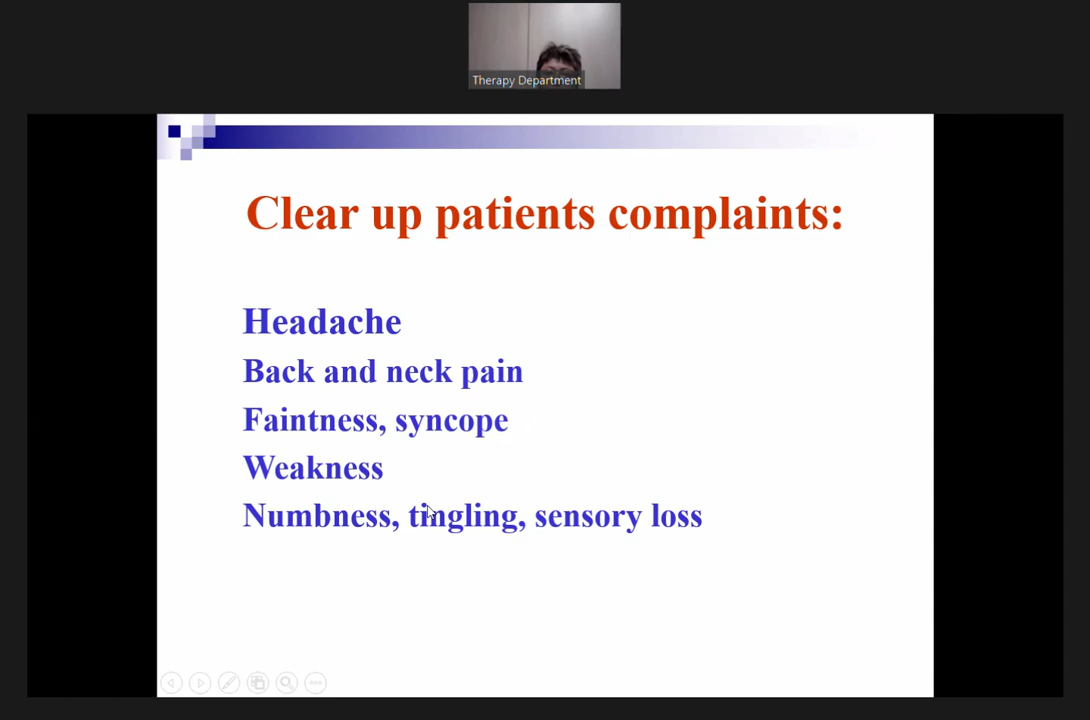 Therapy Department
Clear up patients complaints:
Headache
Back and neck pain
Faintness, syncope
Weakness
Numbness, tingling, sensory loss